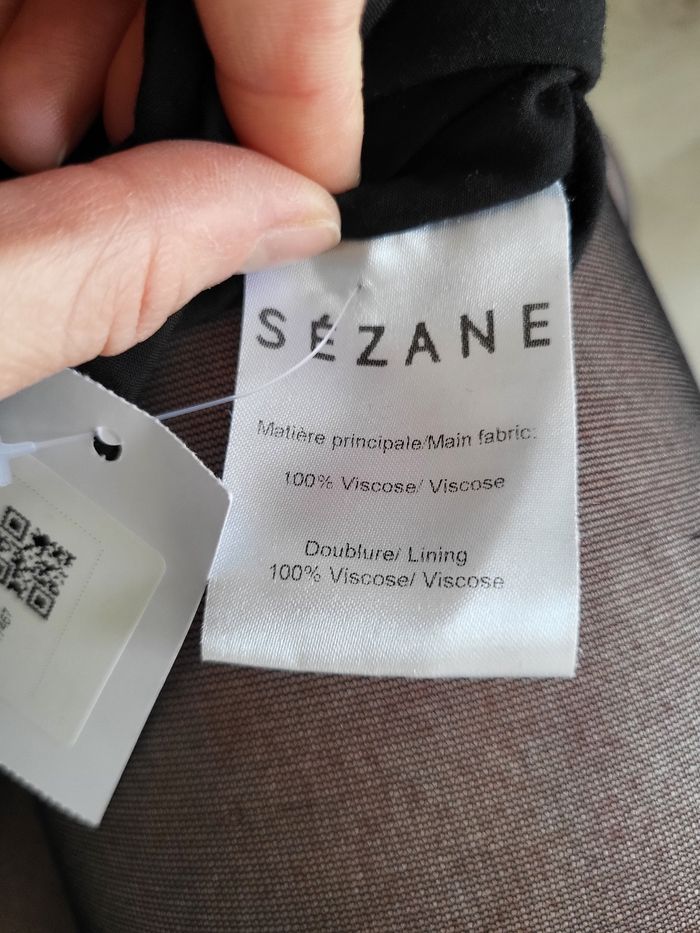 SÉZANE
Matière principale/Main fabric:
100% Viscose/ Viscose
Doublure/ Lining
100% Viscose/ Viscose